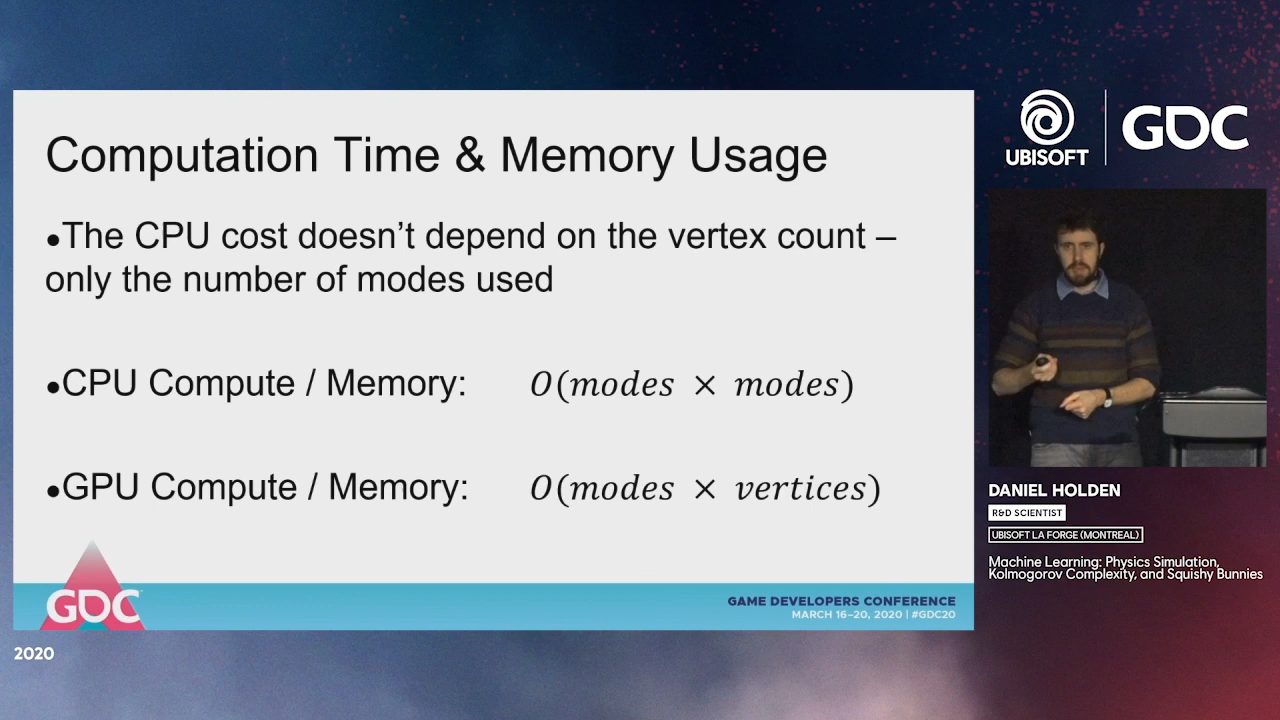 Computation Time & Memory Usage
●The CPU cost doesn’t depend on the vertex count –
only the number of modes used
●CPU Compute / Memory: O(modes × modes)
●GPU Compute / Memory: O(modes × vertices)
GDC
GAME DEVELOPERS CONFERENCE
MARCH 16–20, 2020 | #GDC20
UBISOFT
GDC
DANIEL HOLDEN
R&D SCIENTIST
UBISOFT LA FORGE (MONTREAL)
Machine Learning: Physics Simulation,
Kolmogorov Complexity, and Squishy Bunnies
2020